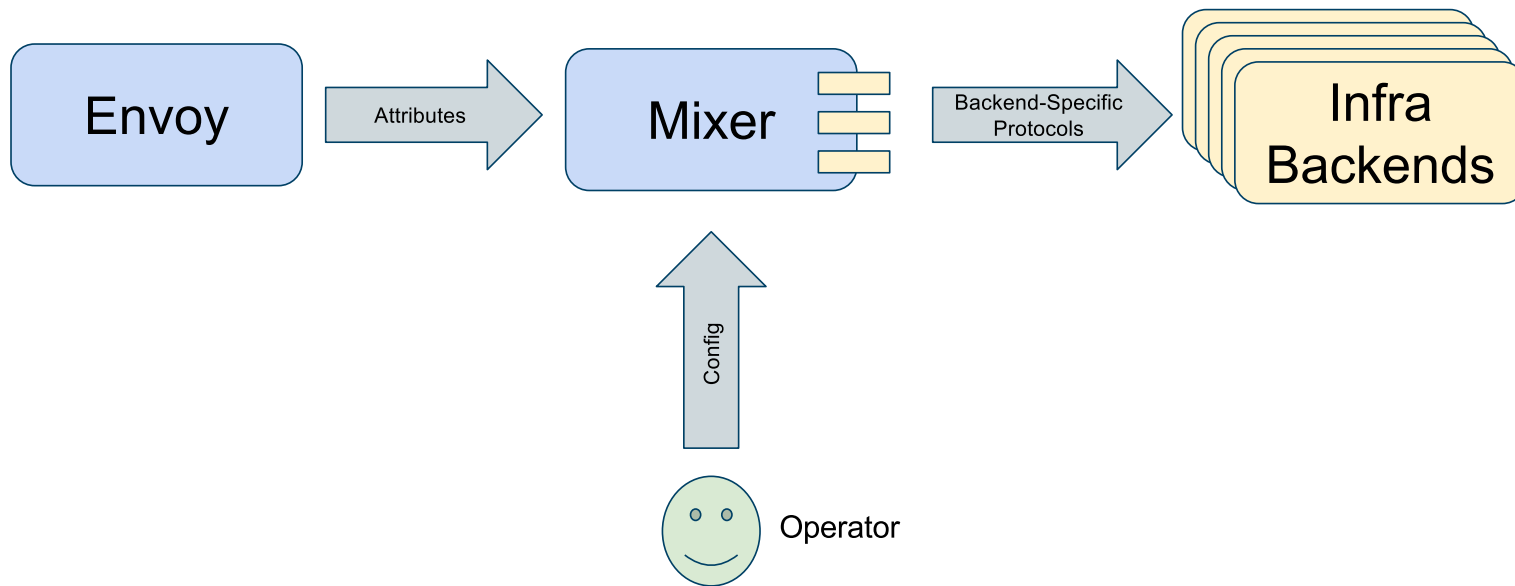 Envoy
Attributes
Mixer
Backend-Specific
Protocols
Infra
Backends
Config
Operator